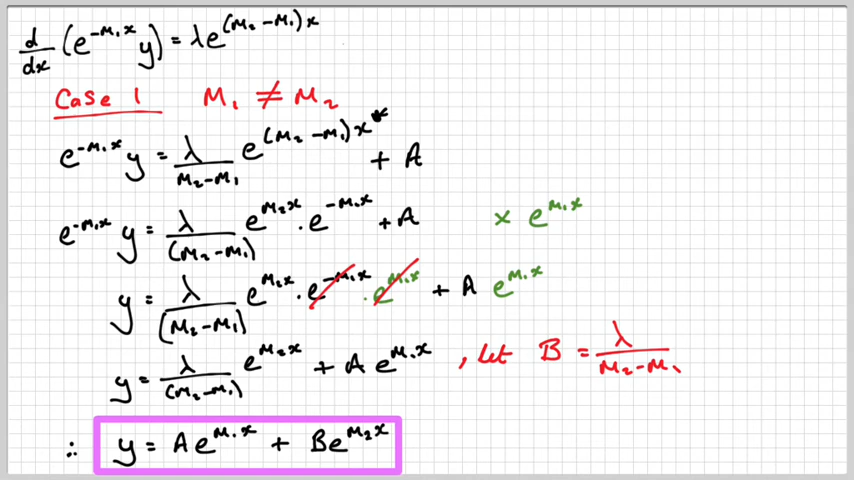 d/dx (e^(-m₁x) y) = λe^((m₂ - m₁)x)
Case 1 m₁ ≠ m₂
e^(-m₁x) y = λ/(m₂-m₁) e^((m₂-m₁)x) + A
e^(-m₁x) y = λ/(m₂-m₁) e^(m₂x) . e^(-m₁x) + A × e^(m₁x)
y = λ/(m₂-m₁) e^(m₂x) . e^(-m₁x) . e^(m₁x) + A e^(m₁x)
y = λ/(m₂-m₁) e^(m₂x) + A e^(m₁x) , let B = λ/(m₂-m₁)
∴ y = Ae^(m₁x) + Be^(m₂x)